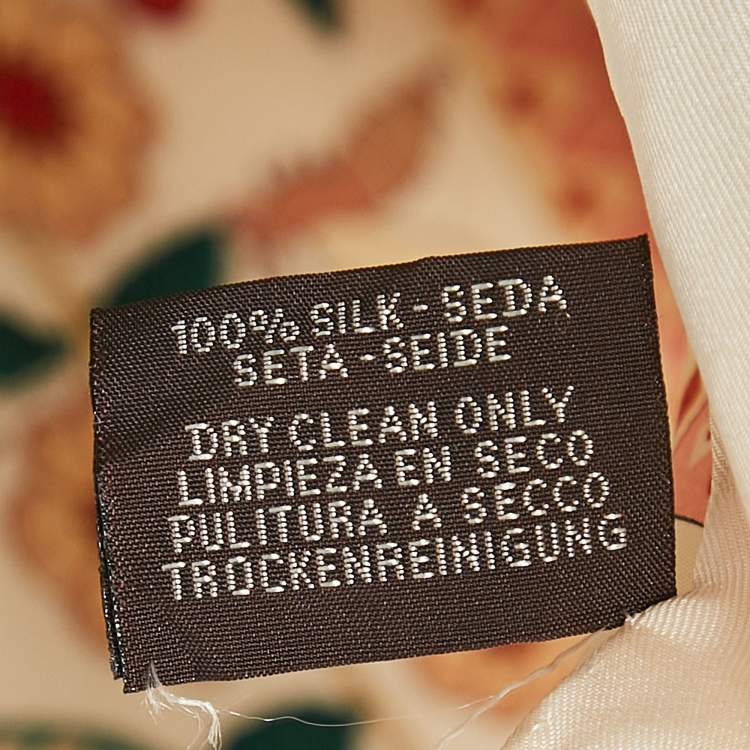 100% SILK - SEDA
SETA - SEIDE
DRY CLEAN ONLY
LIMPIEZA EN SECO
PULITURA A SECCO
TROCKENREINIGUNG